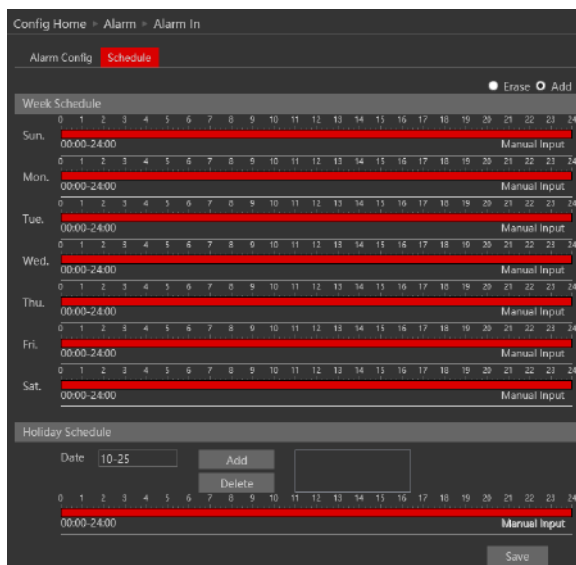 Config Home ▸ Alarm ▸ Alarm In
Alarm Config Schedule
Erase Add
Week Schedule
0 1 2 3 4 5 6 7 8 9 10 11 12 13 14 15 16 17 18 19 20 21 22 23 24
Sun.
00:00-24:00 Manual Input
0 1 2 3 4 5 6 7 8 9 10 11 12 13 14 15 16 17 18 19 20 21 22 23 24
Mon.
00:00-24:00 Manual Input
0 1 2 3 4 5 6 7 8 9 10 11 12 13 14 15 16 17 18 19 20 21 22 23 24
Tue.
00:00-24:00 Manual Input
0 1 2 3 4 5 6 7 8 9 10 11 12 13 14 15 16 17 18 19 20 21 22 23 24
Wed.
00:00-24:00 Manual Input
0 1 2 3 4 5 6 7 8 9 10 11 12 13 14 15 16 17 18 19 20 21 22 23 24
Thu.
00:00-24:00 Manual Input
0 1 2 3 4 5 6 7 8 9 10 11 12 13 14 15 16 17 18 19 20 21 22 23 24
Fri.
00:00-24:00 Manual Input
0 1 2 3 4 5 6 7 8 9 10 11 12 13 14 15 16 17 18 19 20 21 22 23 24
Sat.
00:00-24:00 Manual Input
Holiday Schedule
Date 10-25 Add
Delete
0 1 2 3 4 5 6 7 8 9 10 11 12 13 14 15 16 17 18 19 20 21 22 23 24
00:00-24:00 Manual Input
Save